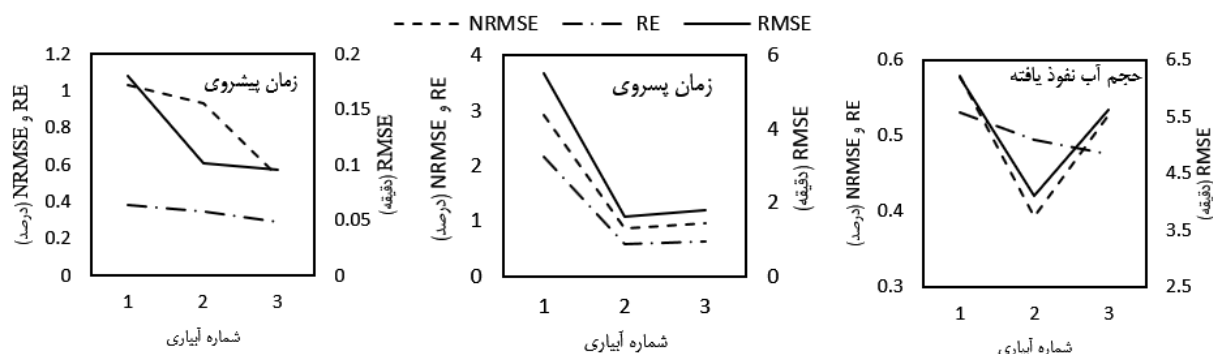 NRMSE RE RMSE
زمان پیشروی
NRMSE و RE (درصد)
1.2
1
0.8
0.6
0.4
0.2
0
0.2
0.15
0.1
0.05
0
RMSE (دقیقه)
1 2 3
شماره آبیاری
زمان پسروی
NRMSE و RE (درصد)
4
3
2
1
0
6
4
2
0
RMSE (دقیقه)
1 2 3
شماره آبیاری
حجم آب نفوذ یافته
NRMSE و RE (درصد)
0.6
0.5
0.4
0.3
6.5
5.5
4.5
3.5
2.5
RMSE (دقیقه)
1 2 3
شماره آبیاری